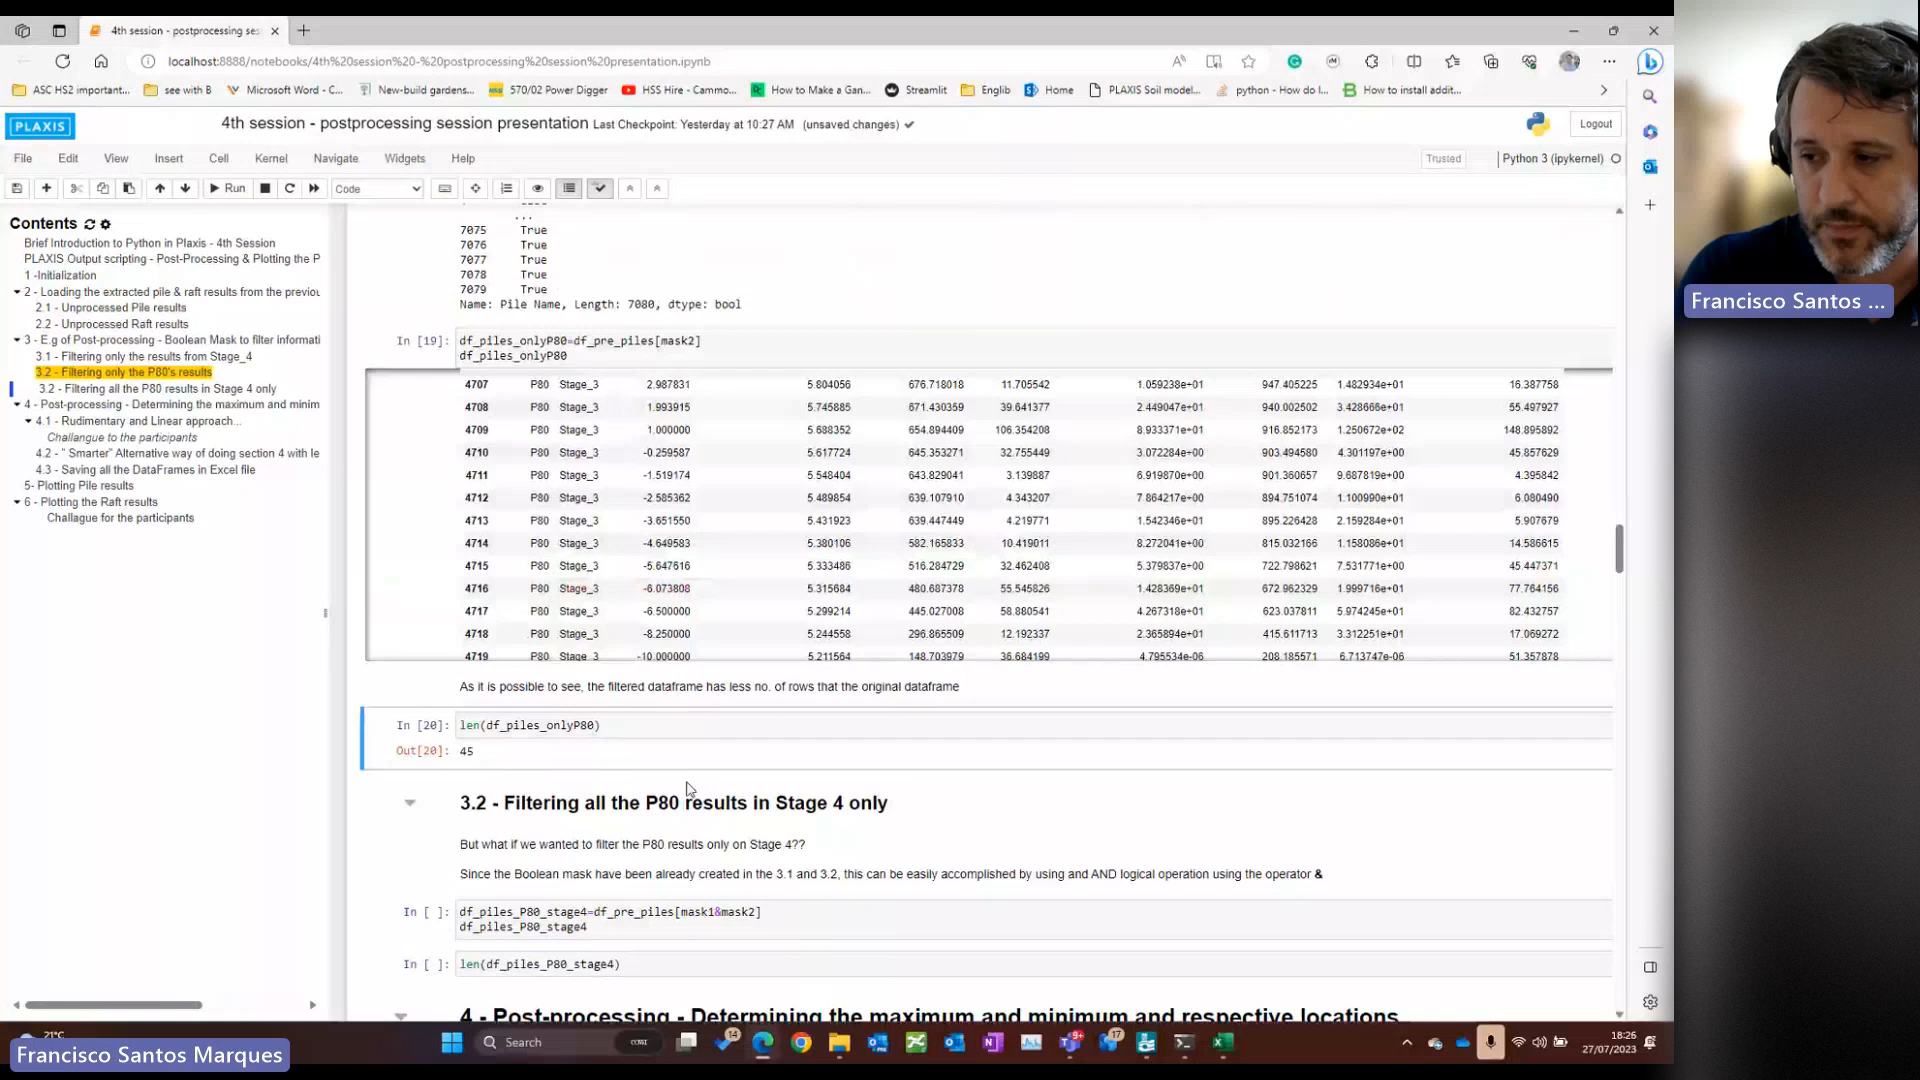 4th session - postprocessing ses
localhost:8888/notebooks/4th%20session%20-%20postprocessing%20session%20presentation.ipynb
ASC HS2 important... see with B Microsoft Word - C... New-build gardens... 570/02 Power Digger HSS Hire - Cammo... How to Make a Gan... Streamlit Englib Home PLAXIS Soil model... python - How do I... How to install addit...
PLAXIS 4th session - postprocessing session presentation Last Checkpoint: Yesterday at 10:27 AM (unsaved changes) Logout
File Edit View Insert Cell Kernel Navigate Widgets Help Trusted Python 3 (ipykernel)
Run Code
Contents
Brief Introduction to Python in Plaxis - 4th Session
PLAXIS Output scripting - Post-Processing & Plotting the P
1 -Initialization
2 - Loading the extracted pile & raft results from the previou
2.1 - Unprocessed Pile results
2.2 - Unprocessed Raft results
3 - E.g of Post-processing - Boolean Mask to filter informati
3.1 - Filtering only the results from Stage_4
3.2 - Filtering only the P80's results
3.2 - Filtering all the P80 results in Stage 4 only
4 - Post-processing - Determining the maximum and minim
4.1 - Rudimentary and Linear approach...
Challangue to the participants
4.2 - " Smarter" Alternative way of doing section 4 with le
4.3 - Saving all the DataFrames in Excel file
5- Plotting Pile results
6 - Plotting the Raft results
Challague for the participants
...
7075 True
7076 True
7077 True
7078 True
7079 True
Name: Pile Name, Length: 7080, dtype: bool
In [19]: df_piles_onlyP80=df_pre_piles[mask2]
df_piles_onlyP80
4707 P80 Stage_3 2.987831 5.804056 676.718018 11.705542 1.059238e+01 947.405225 1.482934e+01 16.387758
4708 P80 Stage_3 1.993915 5.745885 671.430359 39.641377 2.449047e+01 940.002502 3.428666e+01 55.497927
4709 P80 Stage_3 1.000000 5.688352 654.894409 106.354208 8.933371e+01 916.852173 1.250672e+02 148.895892
4710 P80 Stage_3 -0.259587 5.617724 645.353271 32.755449 3.072284e+00 903.494580 4.301197e+00 45.857629
4711 P80 Stage_3 -1.519174 5.548404 643.829041 3.139887 6.919870e+00 901.360657 9.687819e+00 4.395842
4712 P80 Stage_3 -2.585362 5.489854 639.107910 4.343207 7.864217e+00 894.751074 1.100990e+01 6.080490
4713 P80 Stage_3 -3.651550 5.431923 639.447449 4.219771 1.542346e+01 895.226428 2.159284e+01 5.907679
4714 P80 Stage_3 -4.649583 5.380106 582.165833 10.419011 8.272041e+00 815.032166 1.158086e+01 14.586615
4715 P80 Stage_3 -5.647616 5.333486 516.284729 32.462408 5.379837e+00 722.798621 7.531771e+00 45.447371
4716 P80 Stage_3 -6.073808 5.315684 480.687378 55.545826 1.428369e+01 672.962329 1.999716e+01 77.764156
4717 P80 Stage_3 -6.500000 5.299214 445.027008 58.880541 4.267318e+01 623.037811 5.974245e+01 82.432757
4718 P80 Stage_3 -8.250000 5.244558 296.865509 12.192337 2.365894e+01 415.611713 3.312251e+01 17.069272
4719 P80 Stage_3 -10.000000 5.211564 148.703979 36.684199 4.795534e-06 208.185571 6.713747e-06 51.357878
As it is possible to see, the filtered dataframe has less no. of rows that the original dataframe
In [20]: len(df_piles_onlyP80)
Out[20]: 45
3.2 - Filtering all the P80 results in Stage 4 only
But what if we wanted to filter the P80 results only on Stage 4??
Since the Boolean mask have been already created in the 3.1 and 3.2, this can be easily accomplished by using and AND logical operation using the operator &
In [ ]: df_piles_P80_stage4=df_pre_piles[mask1&mask2]
df_piles_P80_stage4
In [ ]: len(df_piles_P80_stage4)
4 - Post-processing - Determining the maximum and minimum and respective locations
Francisco Santos ...
21°C
Francisco Santos Marques
Search
14
9+
17
18:26
27/07/2023